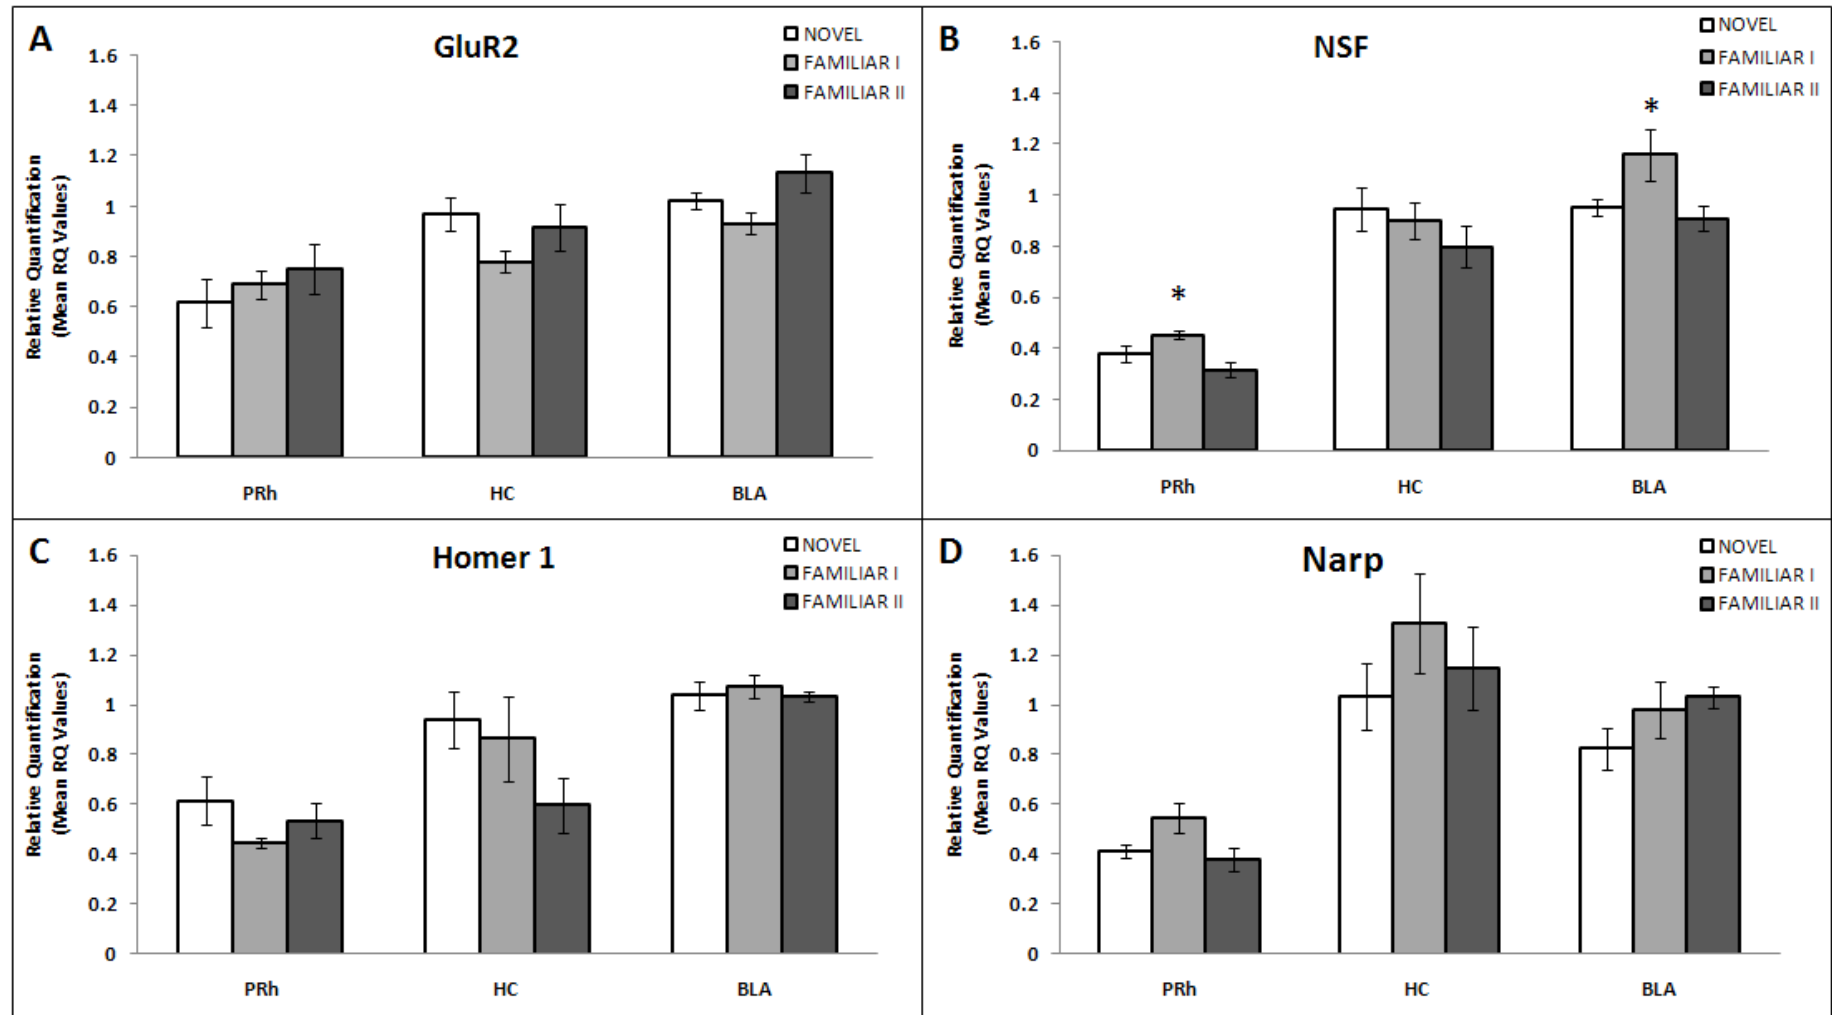 A
GluR2
NOVEL
FAMILIAR I
FAMILIAR II
Relative Quantification
(Mean RQ Values)
1.6
1.4
1.2
1
0.8
0.6
0.4
0.2
0
PRh HC BLA
B
NSF
NOVEL
FAMILIAR I
FAMILIAR II
Relative Quantification
(Mean RQ Values)
1.6
1.4
1.2
1
0.8
0.6
0.4
0.2
0
*
*
PRh HC BLA
C
Homer 1
NOVEL
FAMILIAR I
FAMILIAR II
Relative Quantification
(Mean RQ Values)
1.6
1.4
1.2
1
0.8
0.6
0.4
0.2
0
PRh HC BLA
D
Narp
NOVEL
FAMILIAR I
FAMILIAR II
Relative Quantification
(Mean RQ Values)
1.6
1.4
1.2
1
0.8
0.6
0.4
0.2
0
PRh HC BLA